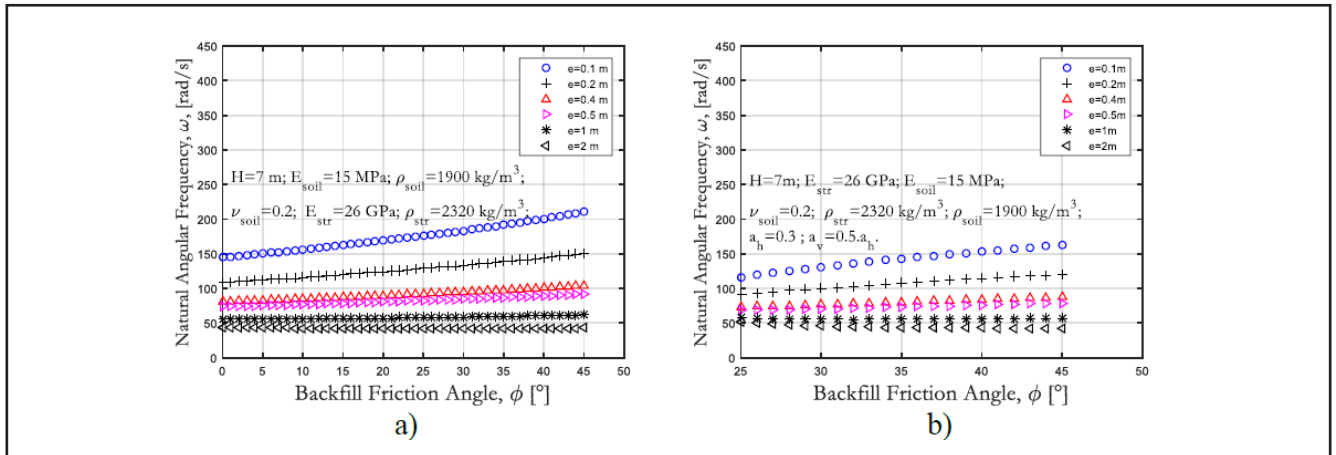 450
400
350
300
250
200
150
100
50
0
Natural Angular Frequency, ω, [rad/s]
e=0.1 m
e=0.2 m
e=0.4 m
e=0.5 m
e=1 m
e=2 m
H=7 m; E_soil=15 MPa; ρ_soil=1900 kg/m³;
ν_soil=0.2; E_str=26 GPa; ρ_str=2320 kg/m³;
0 5 10 15 20 25 30 35 40 45 50
Backfill Friction Angle, ϕ [°]
a)
450
400
350
300
250
200
150
100
50
0
Natural Angular Frequency, ω, [rad/s]
e=0.1m
e=0.2m
e=0.4m
e=0.5m
e=1m
e=2m
H=7m; E_str=26 GPa; E_soil=15 MPa;
ν_soil=0.2; ρ_str=2320 kg/m³; ρ_soil=1900 kg/m³;
a_h=0.3 ; a_v=0.5.a_h.
25 30 35 40 45 50
Backfill Friction Angle, ϕ [°]
b)